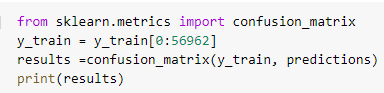 from sklearn.metrics import confusion_matrix
y_train = y_train[0:56962]
results =confusion_matrix(y_train, predictions)
print(results)